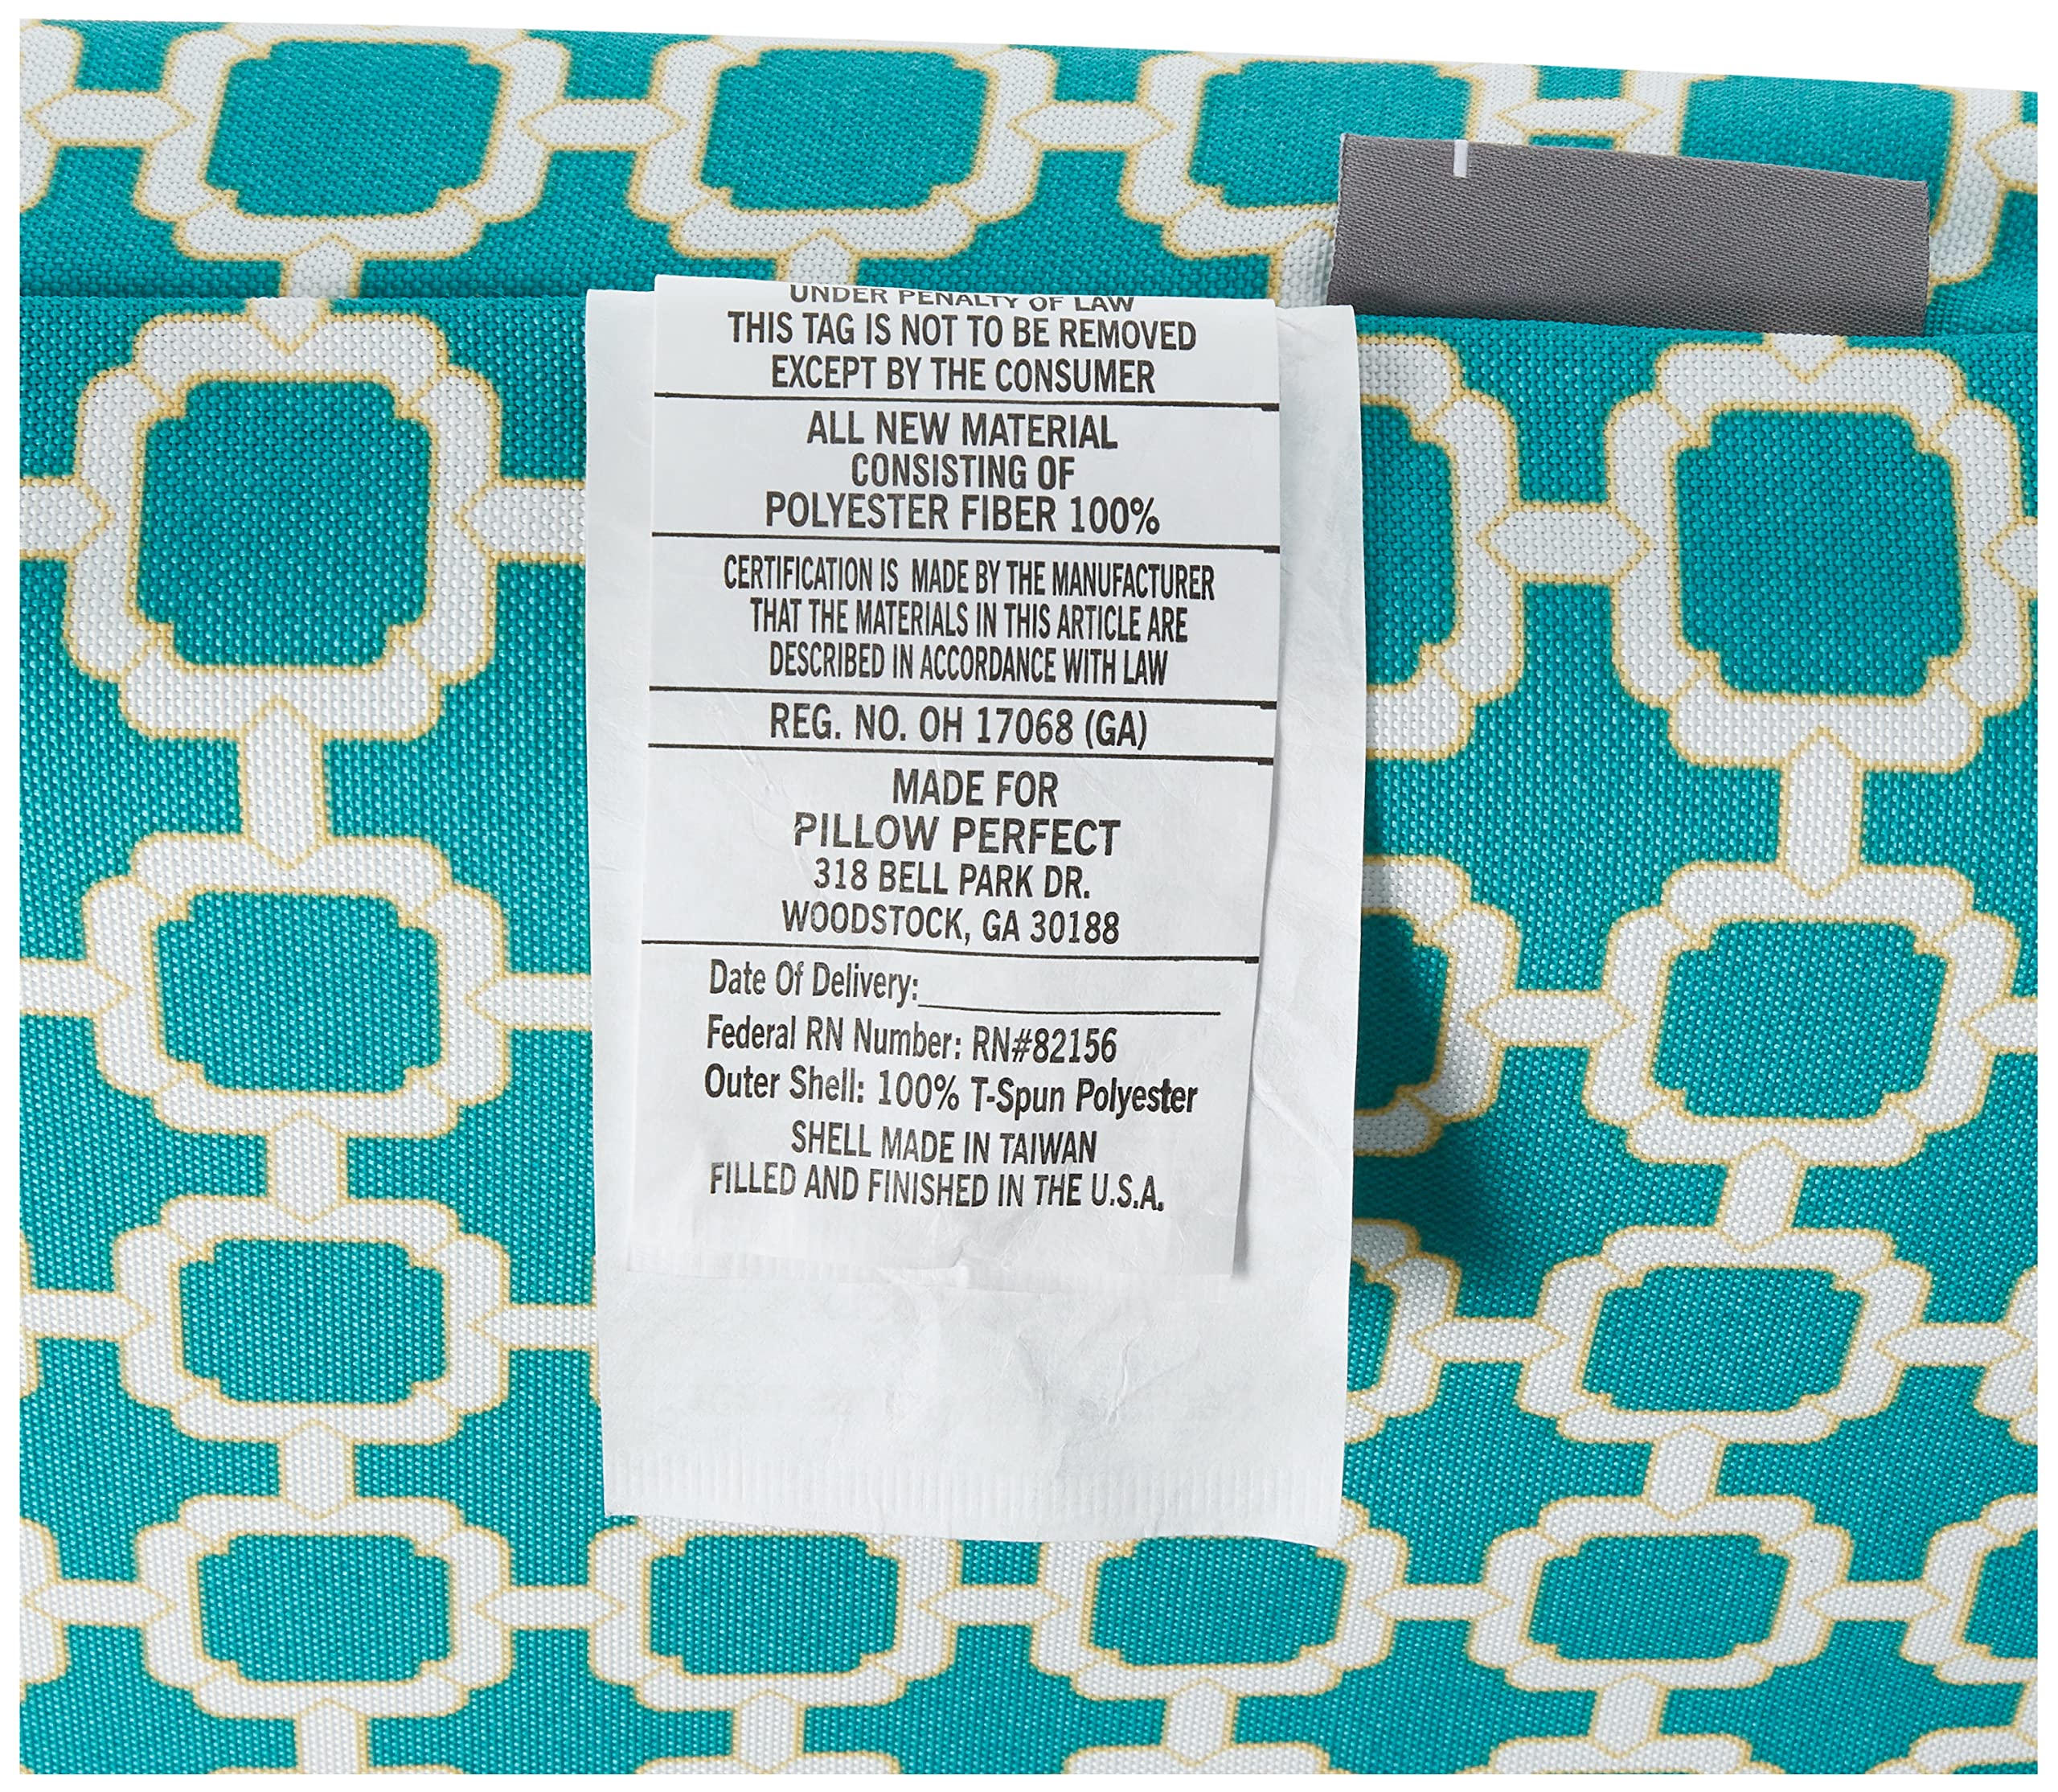 UNDER PENALTY OF LAW
THIS TAG IS NOT TO BE REMOVED
EXCEPT BY THE CONSUMER
ALL NEW MATERIAL
CONSISTING OF
POLYESTER FIBER 100%
CERTIFICATION IS MADE BY THE MANUFACTURER
THAT THE MATERIALS IN THIS ARTICLE ARE
DESCRIBED IN ACCORDANCE WITH LAW
REG. NO. OH 17068 (GA)
MADE FOR
PILLOW PERFECT
318 BELL PARK DR.
WOODSTOCK, GA 30188
Date Of Delivery:____________
Federal RN Number: RN#82156
Outer Shell: 100% T-Spun Polyester
SHELL MADE IN TAIWAN
FILLED AND FINISHED IN THE U.S.A.